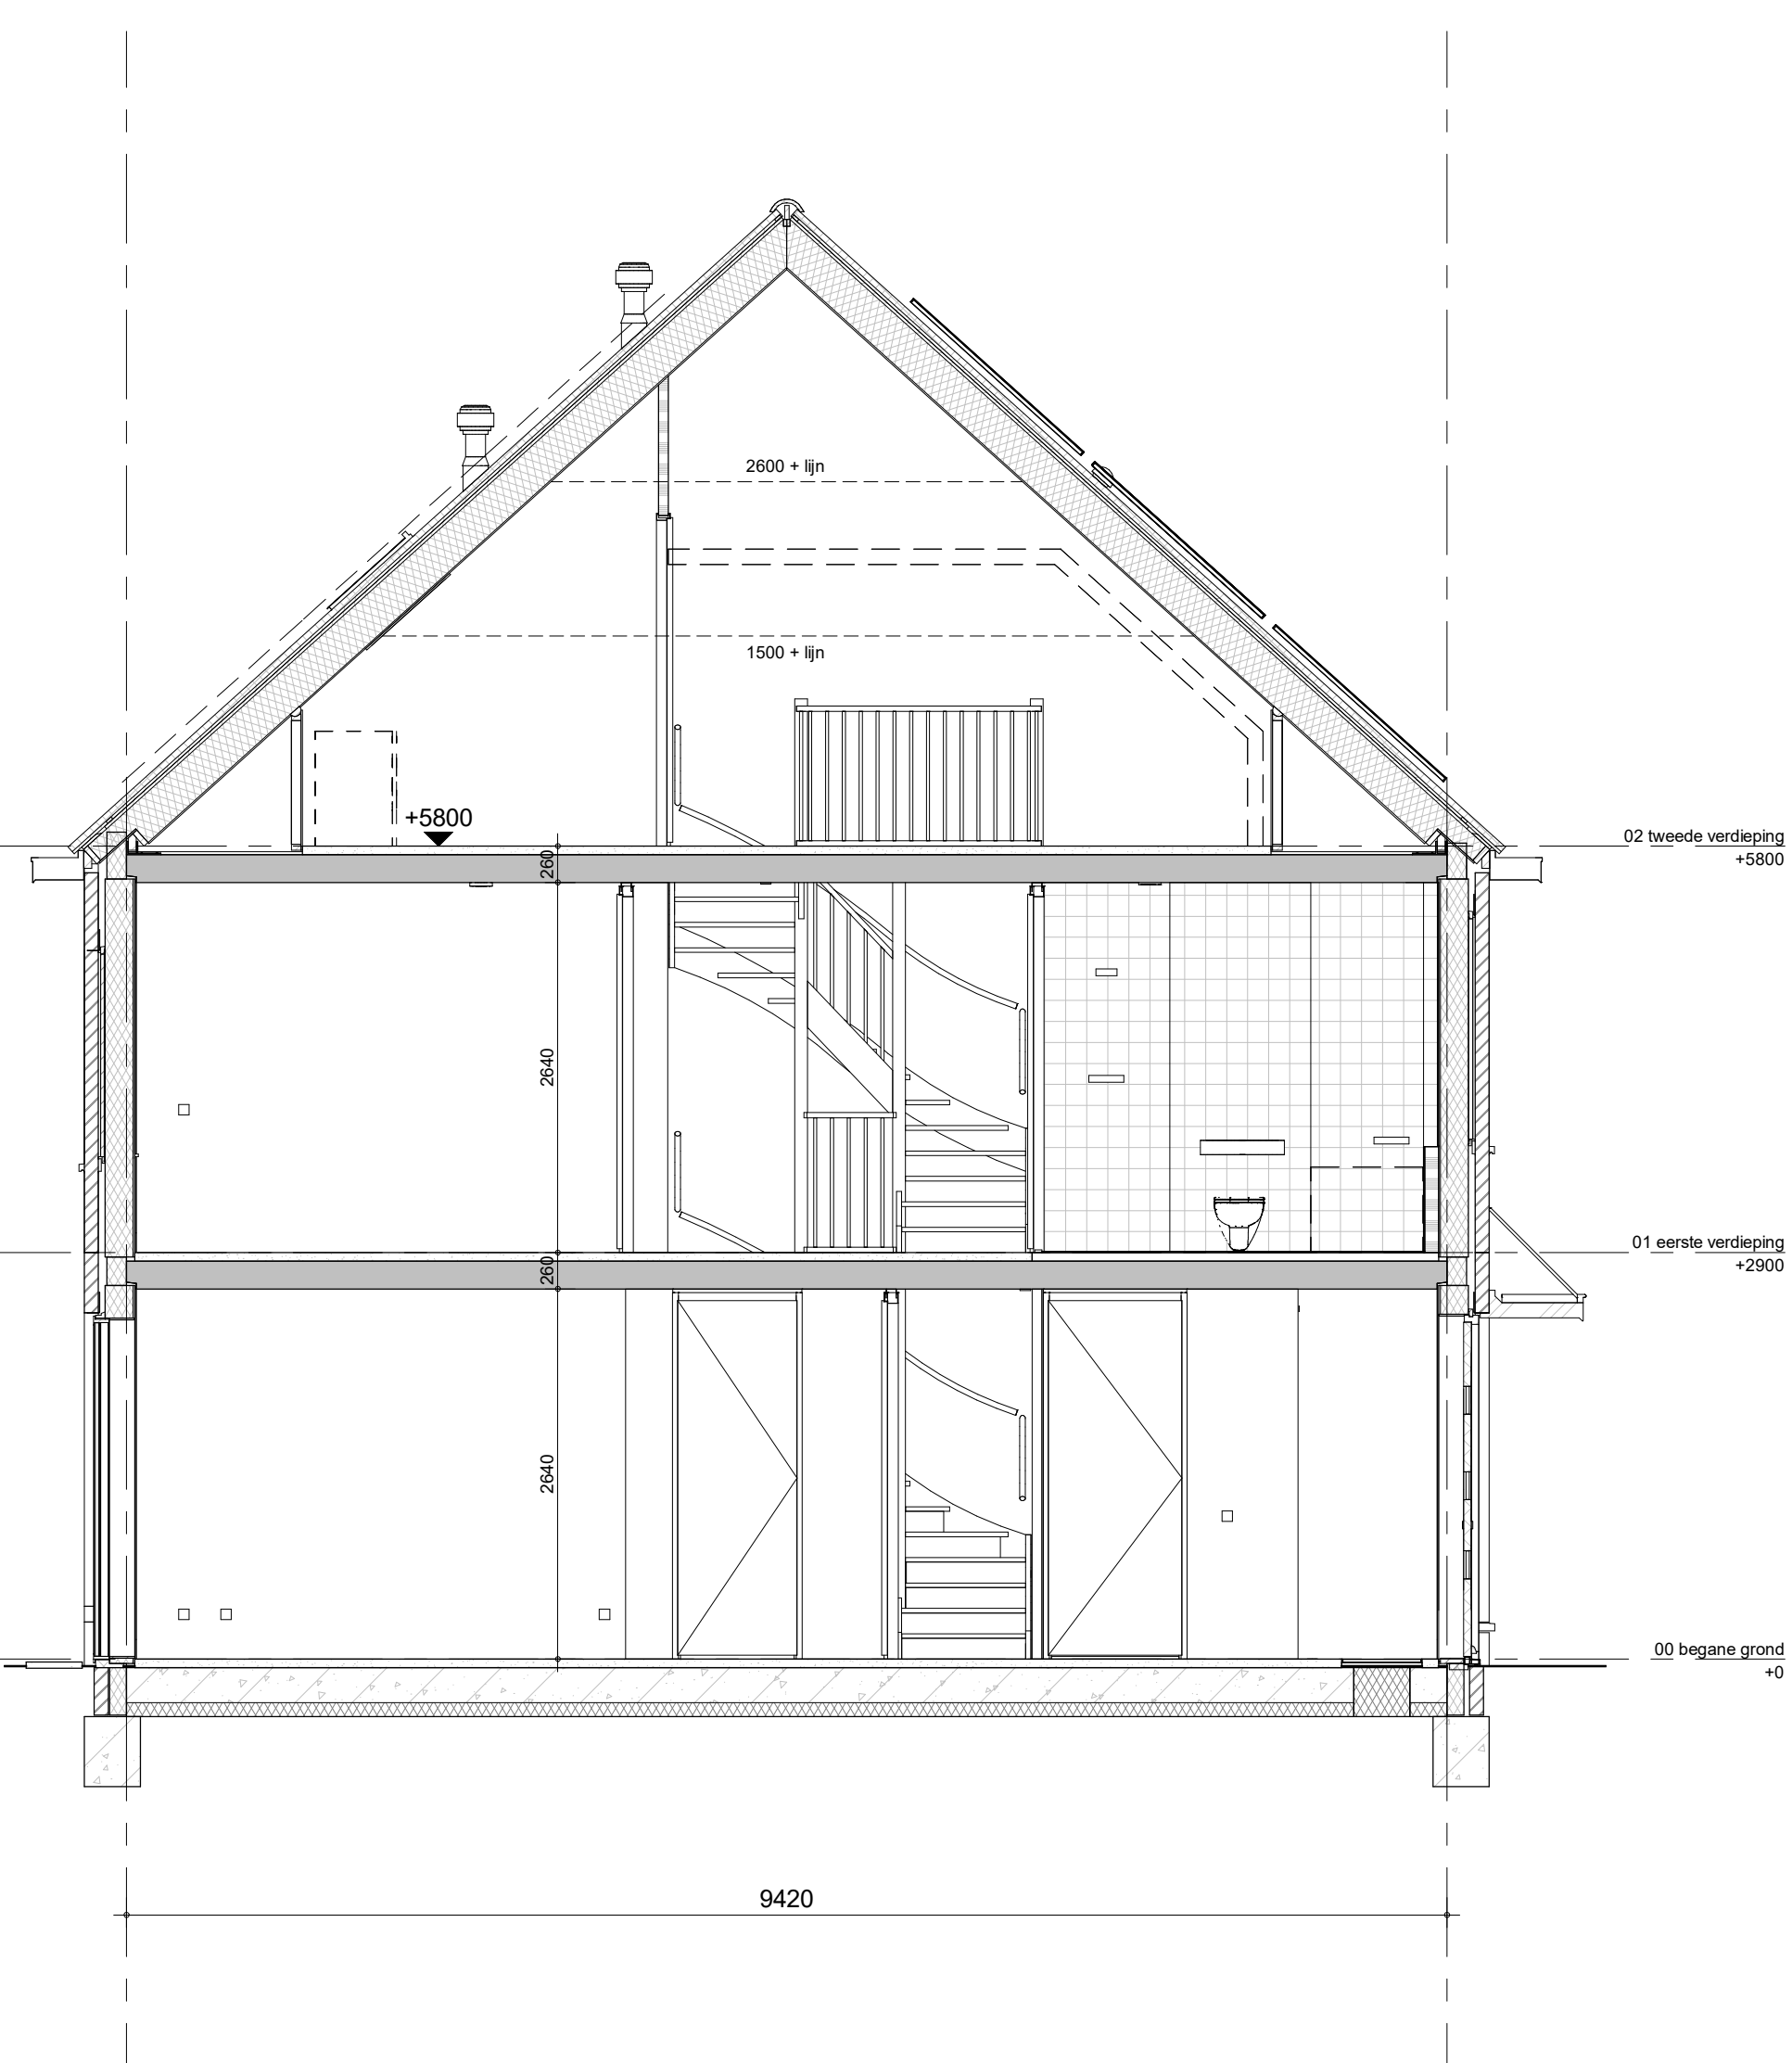 2600 + lijn
1500 + lijn
+5800
02 tweede verdieping
+5800
260
2640
01 eerste verdieping
+2900
260
2640
00 begane grond
+0
9420